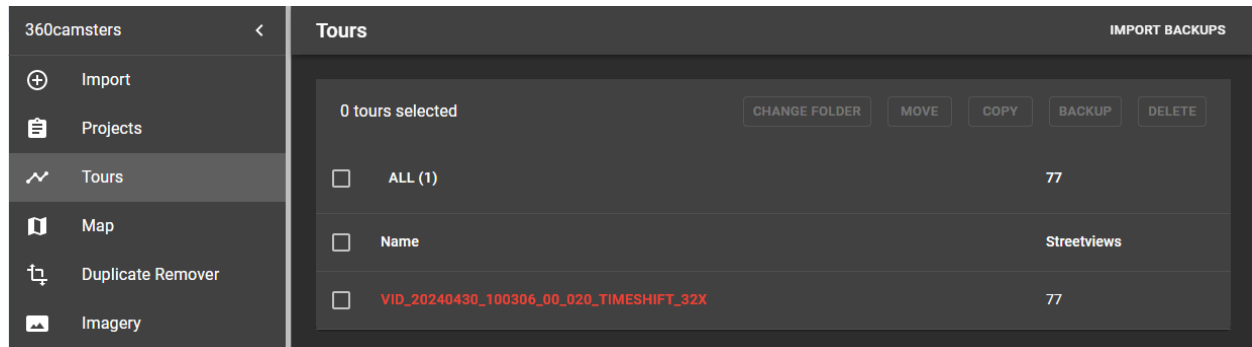 360camsters
Import
Projects
Tours
Map
Duplicate Remover
Imagery
Tours IMPORT BACKUPS
0 tours selected CHANGE FOLDER MOVE COPY BACKUP DELETE
ALL (1) 77
Name Streetviews
VID_20240430_100306_00_020_TIMESHIFT_32X 77